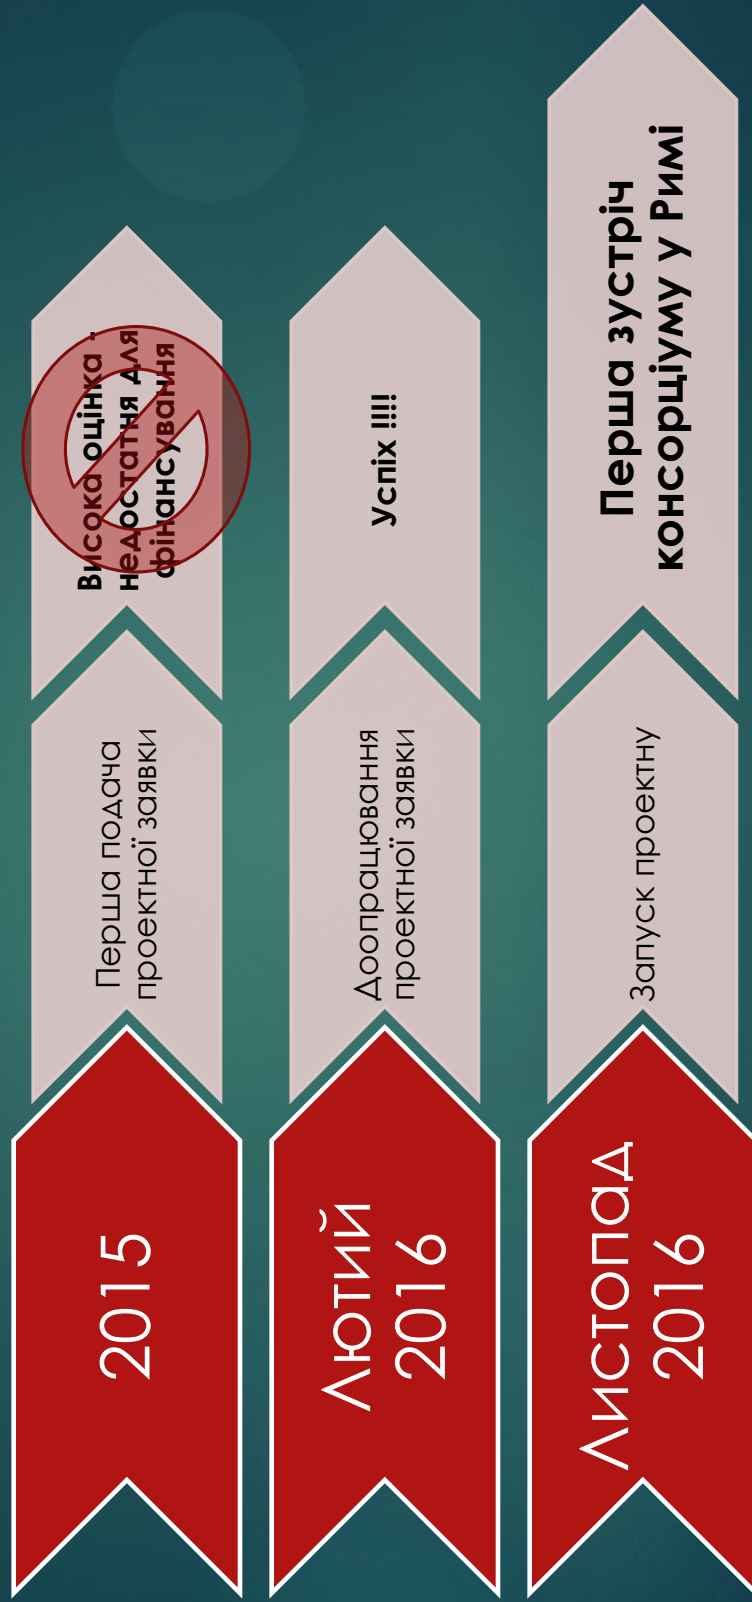 2015
Перша подача
проектної заявки
Висока оцінка -
недостатня для
фінансування
Лютий
2016
Доопрацювання
проектної заявки
Успіх !!!!
Листопад
2016
Запуск проектну
Перша зустріч
консорціуму у Римі